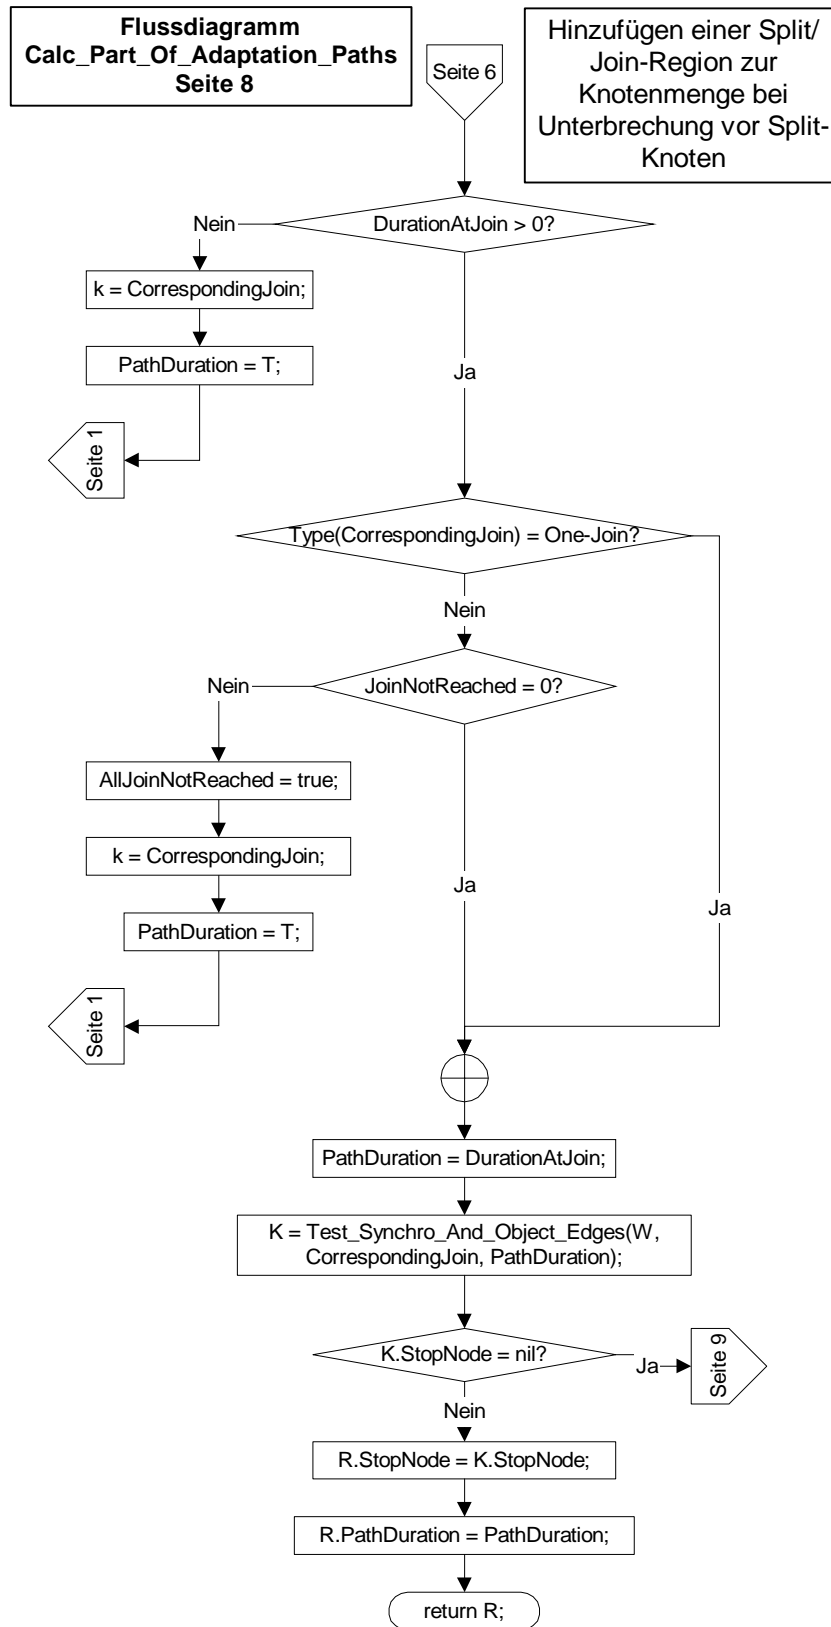 Flussdiagramm
Calc_Part_Of_Adaptation_Paths
Seite 8
Hinzufügen einer Split/
Join-Region zur
Knotenmenge bei
Unterbrechung vor Split-
Knoten
Seite 6
DurationAtJoin > 0?
Nein
k = CorrespondingJoin;
PathDuration = T;
Seite 1
Ja
Type(CorrespondingJoin) = One-Join?
Nein
JoinNotReached = 0?
Nein
AllJoinNotReached = true;
k = CorrespondingJoin;
PathDuration = T;
Seite 1
Ja
Ja
PathDuration = DurationAtJoin;
K = Test_Synchro_And_Object_Edges(W,
CorrespondingJoin, PathDuration);
K.StopNode = nil?
Ja
Seite 9
Nein
R.StopNode = K.StopNode;
R.PathDuration = PathDuration;
return R;